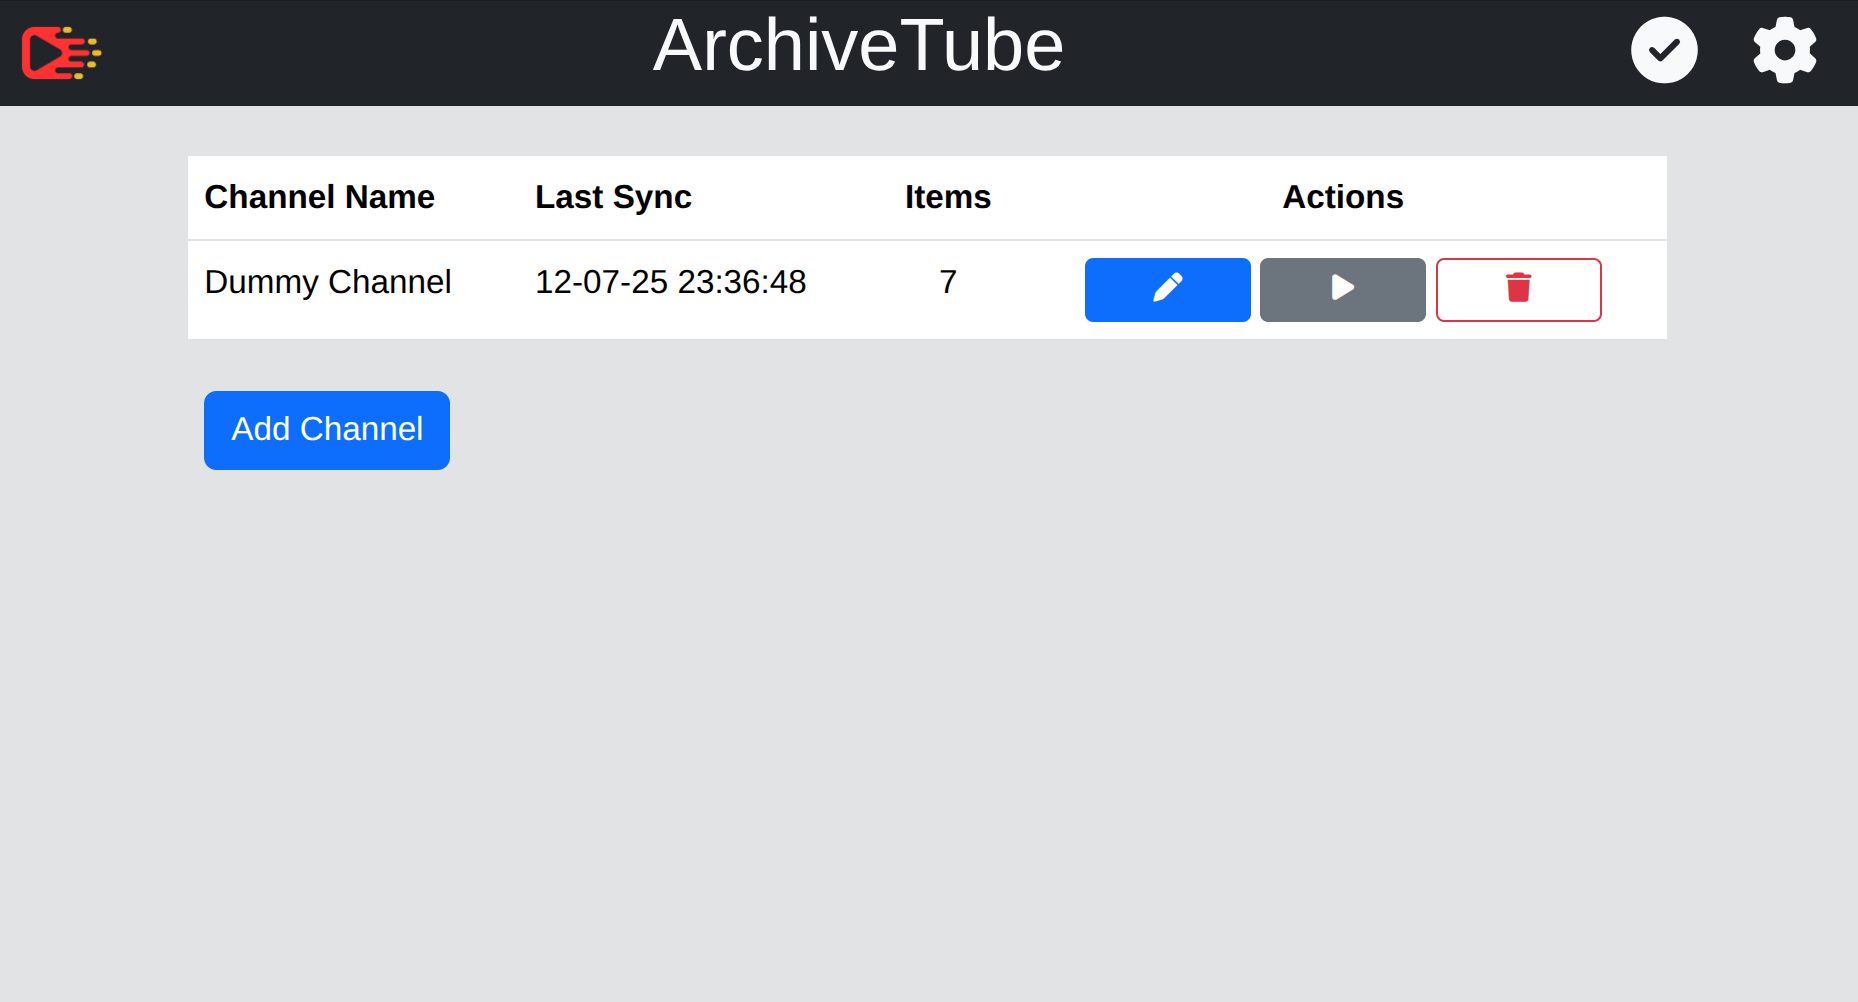 ArchiveTube
Channel Name Last Sync Items Actions
Dummy Channel 12-07-25 23:36:48 7
Add Channel